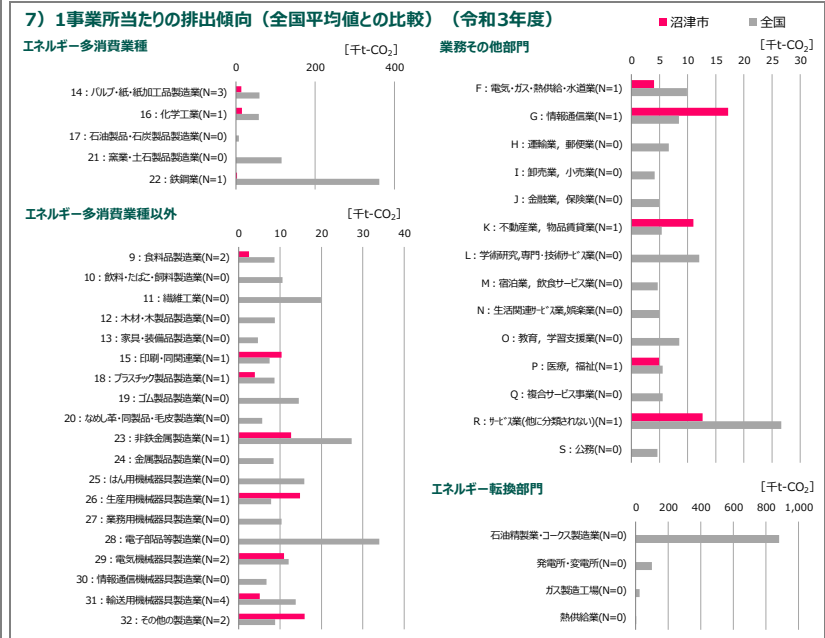 7）1事業所当たりの排出傾向（全国平均値との比較）（令和3年度）
沼津市 全国
エネルギー多消費業種
[千t-CO₂]
0 200 400
14：パルプ・紙・紙加工品製造業(N=3)
16：化学工業(N=1)
17：石油製品・石炭製品製造業(N=0)
21：窯業・土石製品製造業(N=0)
22：鉄鋼業(N=1)
エネルギー多消費業種以外
[千t-CO₂]
0 10 20 30 40
9：食料品製造業(N=2)
10：飲料・たばこ・飼料製造業(N=0)
11：繊維工業(N=0)
12：木材・木製品製造業(N=0)
13：家具・装備品製造業(N=0)
15：印刷・同関連業(N=1)
18：プラスチック製品製造業(N=1)
19：ゴム製品製造業(N=0)
20：なめし革・同製品・毛皮製造業(N=0)
23：非鉄金属製造業(N=1)
24：金属製品製造業(N=0)
25：はん用機械器具製造業(N=0)
26：生産用機械器具製造業(N=1)
27：業務用機械器具製造業(N=0)
28：電子部品等製造業(N=0)
29：電気機械器具製造業(N=2)
30：情報通信機械器具製造業(N=0)
31：輸送用機械器具製造業(N=4)
32：その他の製造業(N=2)
業務その他部門
[千t-CO₂]
0 5 10 15 20 25 30
F：電気・ガス・熱供給・水道業(N=1)
G：情報通信業(N=1)
H：運輸業，郵便業(N=0)
I：卸売業，小売業(N=0)
J：金融業，保険業(N=0)
K：不動産業，物品賃貸業(N=1)
L：学術研究,専門・技術サービス業(N=0)
M：宿泊業，飲食サービス業(N=0)
N：生活関連サービス業,娯楽業(N=0)
O：教育，学習支援業(N=0)
P：医療，福祉(N=1)
Q：複合サービス事業(N=0)
R：サービス業(他に分類されない)(N=1)
S：公務(N=0)
エネルギー転換部門
[千t-CO₂]
0 200 400 600 800 1,000
石油精製業・コークス製造業(N=0)
発電所・変電所(N=0)
ガス製造工場(N=0)
熱供給業(N=0)